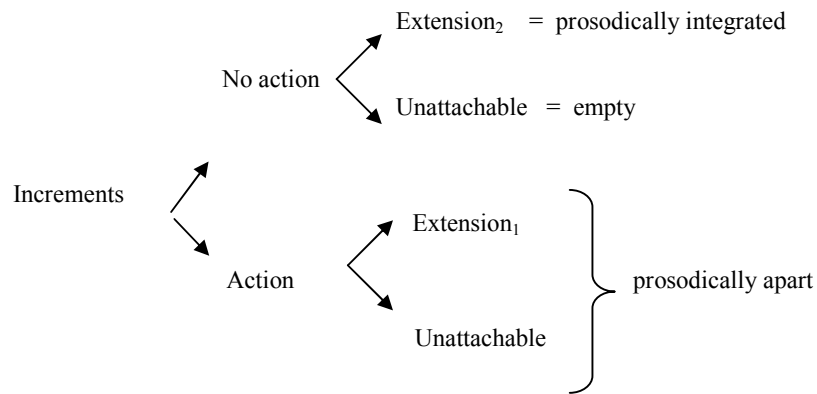 Extension₂ = prosodically integrated
No action
Unattachable = empty
Increments
Extension₁
Action
prosodically apart
Unattachable